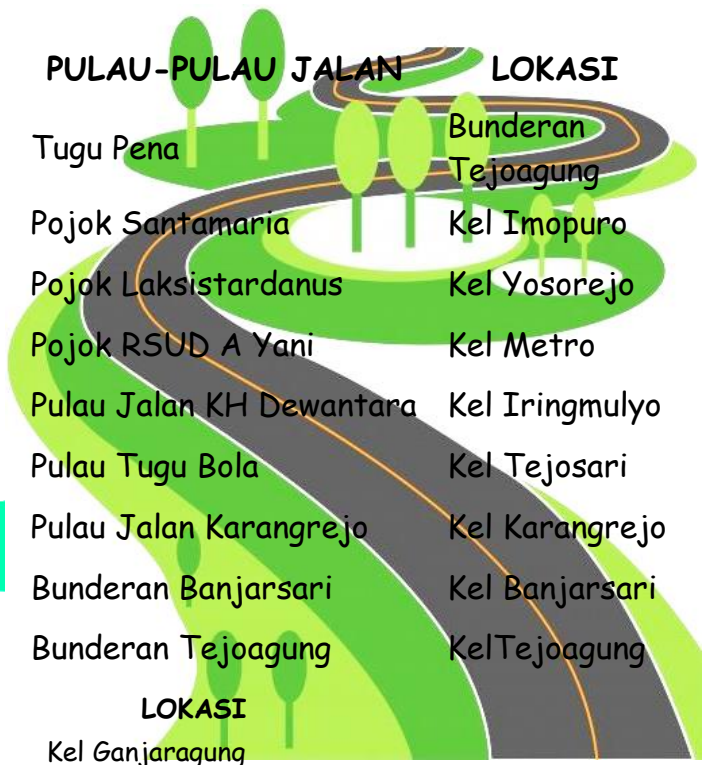 PULAU-PULAU JALAN LOKASI
Tugu Pena Bunderan
Tejoagung
Pojok Santamaria Kel Imopuro
Pojok Laksistardanus Kel Yosorejo
Pojok RSUD A Yani Kel Metro
Pulau Jalan KH Dewantara Kel Iringmulyo
Pulau Tugu Bola Kel Tejosari
Pulau Jalan Karangrejo Kel Karangrejo
Bunderan Banjarsari Kel Banjarsari
Bunderan Tejoagung KelTejoagung
LOKASI
Kel Ganjaragung